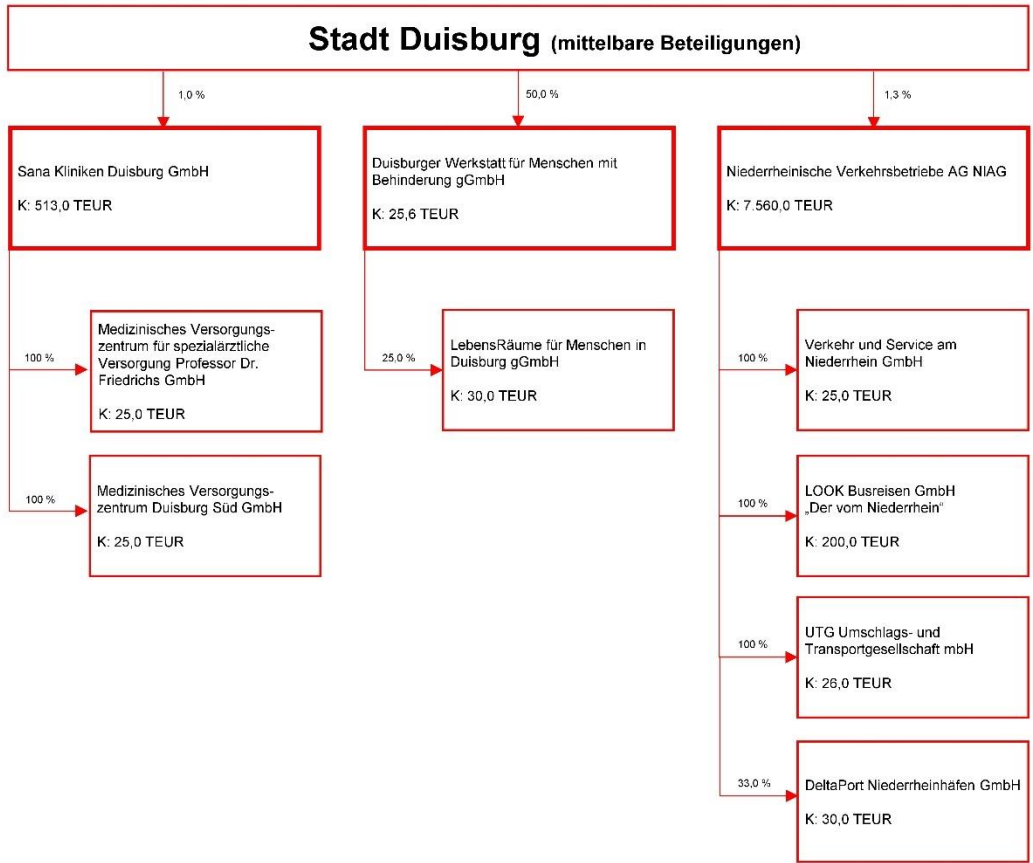 Stadt Duisburg (mittelbare Beteiligungen)
1,0 %
50,0 %
1,3 %
Sana Kliniken Duisburg GmbH
K: 513,0 TEUR
Duisburger Werkstatt für Menschen mit
Behinderung gGmbH
K: 25,6 TEUR
Niederrheinische Verkehrsbetriebe AG NIAG
K: 7.560,0 TEUR
100 %
Medizinisches Versorgungs-
zentrum für spezialärztliche
Versorgung Professor Dr.
Friedrichs GmbH
K: 25,0 TEUR
100 %
Medizinisches Versorgungs-
zentrum Duisburg Süd GmbH
K: 25,0 TEUR
25,0 %
LebensRäume für Menschen in
Duisburg gGmbH
K: 30,0 TEUR
100 %
Verkehr und Service am
Niederrhein GmbH
K: 25,0 TEUR
100 %
LOOK Busreisen GmbH
„Der vom Niederrhein“
K: 200,0 TEUR
100 %
UTG Umschlags- und
Transportgesellschaft mbH
K: 26,0 TEUR
33,0 %
DeltaPort Niederrheinhäfen GmbH
K: 30,0 TEUR